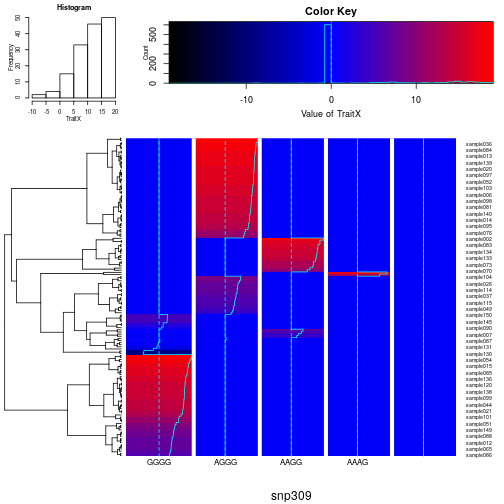 Histogram
Frequency
0 10 20 30 40 50
-10 -5 0 5 10 15 20
TraitX
Color Key
Count
0 200 500
-10 0 10
Value of TraitX
sample036
sample084
sample013
sample139
sample020
sample097
sample052
sample103
sample006
sample098
sample081
sample140
sample014
sample095
sample076
sample002
sample083
sample134
sample133
sample073
sample070
sample104
sample026
sample114
sample037
sample115
sample049
sample150
sample145
sample090
sample007
sample087
sample131
sample130
sample054
sample015
sample085
sample136
sample120
sample138
sample099
sample044
sample021
sample101
sample051
sample149
sample088
sample012
sample065
sample086
GGGG AGGG AAGG AAAG
snp309